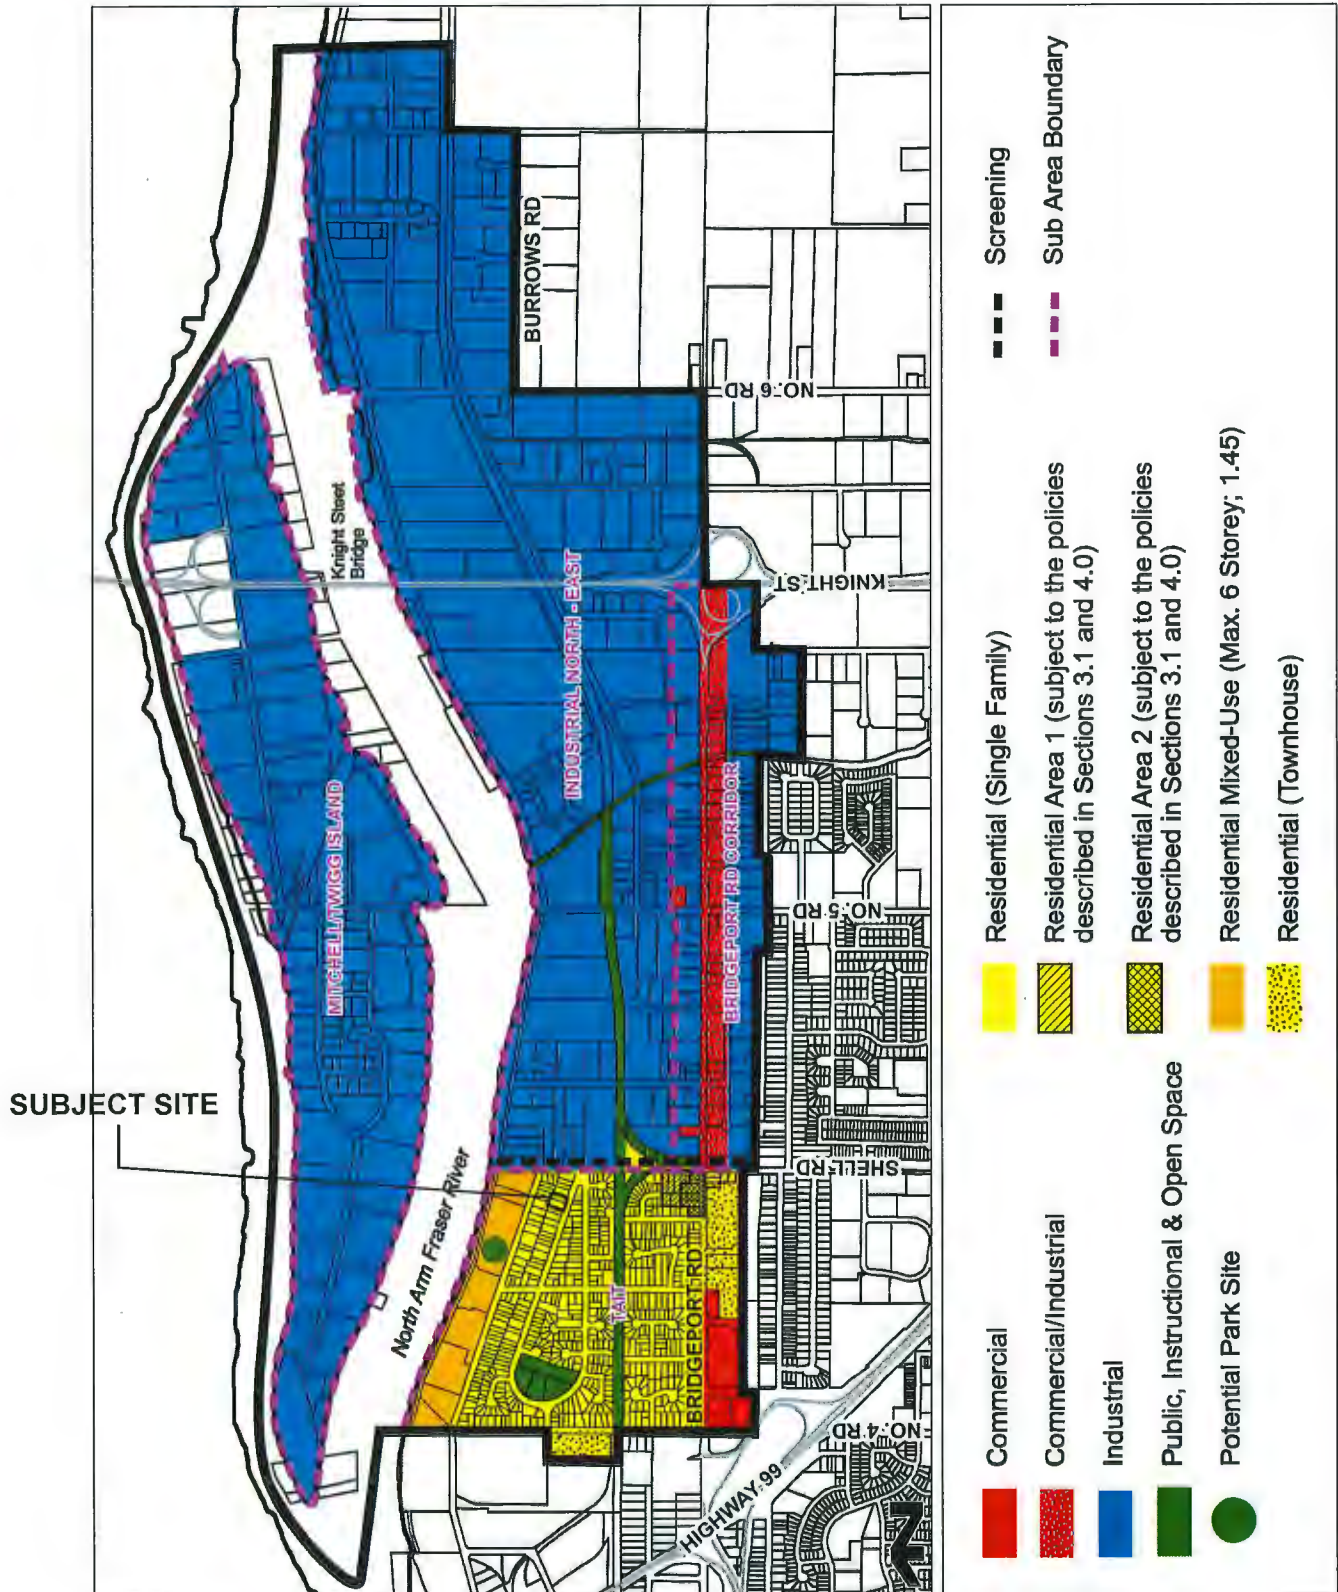 SUBJECT SITE
MITCHELL/TWIGG ISLAND
Knight Steet
Bridge
North Arm Fraser River
INDUSTRIAL NORTH - EAST
BURROWS RD
NO. 6 RD
KNIGHT ST
BRIDGEPORT RD CORRIDOR
NO. 5 RD
SHELL RD
TAIT
BRIDGEPORT RD
NO. 4 RD
HIGHWAY 99
Commercial
Commercial/Industrial
Industrial
Public, Instructional & Open Space
Potential Park Site
Residential (Single Family)
Residential Area 1 (subject to the policies
described in Sections 3.1 and 4.0)
Residential Area 2 (subject to the policies
described in Sections 3.1 and 4.0)
Residential Mixed-Use (Max. 6 Storey; 1.45)
Residential (Townhouse)
Screening
Sub Area Boundary